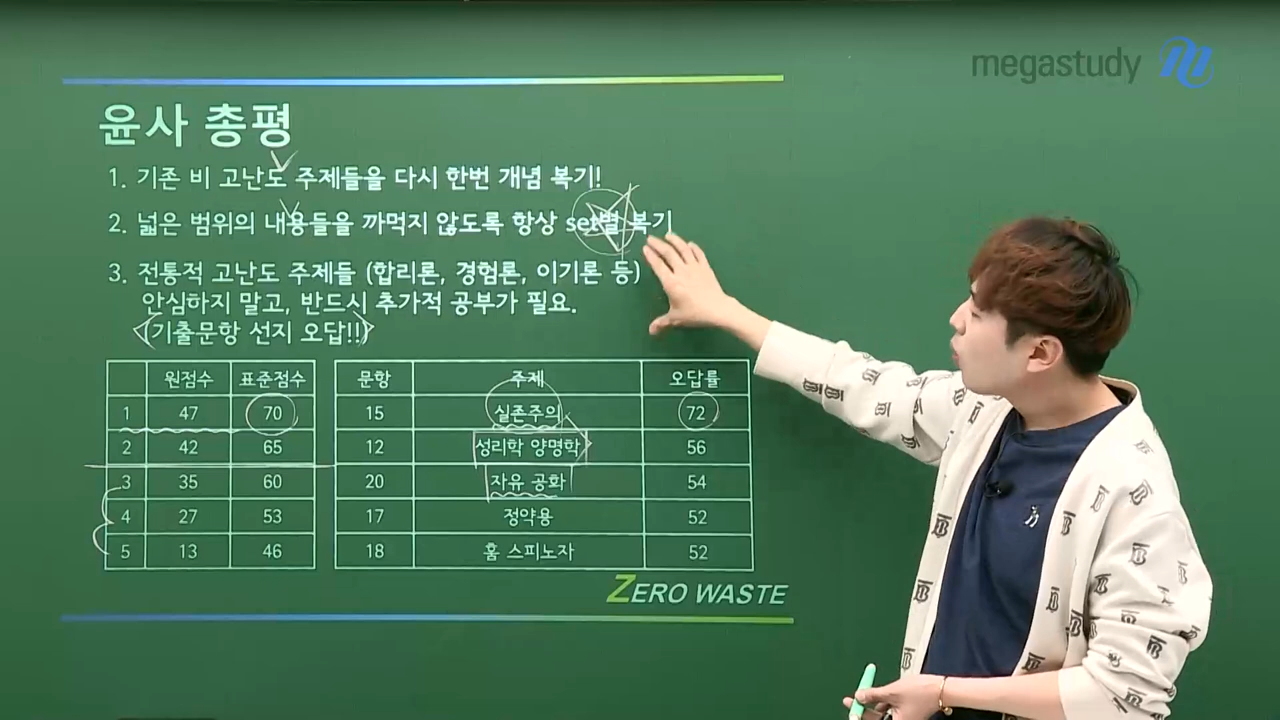 megastudy
윤사 총평
1. 기존 비 고난도 주제들을 다시 한번 개념 복기!
2. 넓은 범위의 내용들을 까먹지 않도록 항상 set별 복기
3. 전통적 고난도 주제들 (합리론, 경험론, 이기론 등)
안심하지 말고, 반드시 추가적 공부가 필요.
(기출문항 선지 오답!!)
원점수 표준점수
1 47 70
2 42 65
3 35 60
4 27 53
5 13 46
문항 주제 오답률
15 실존주의 72
12 성리학 양명학 56
20 자유 공화 54
17 정약용 52
18 흄 스피노자 52
ZERO WASTE